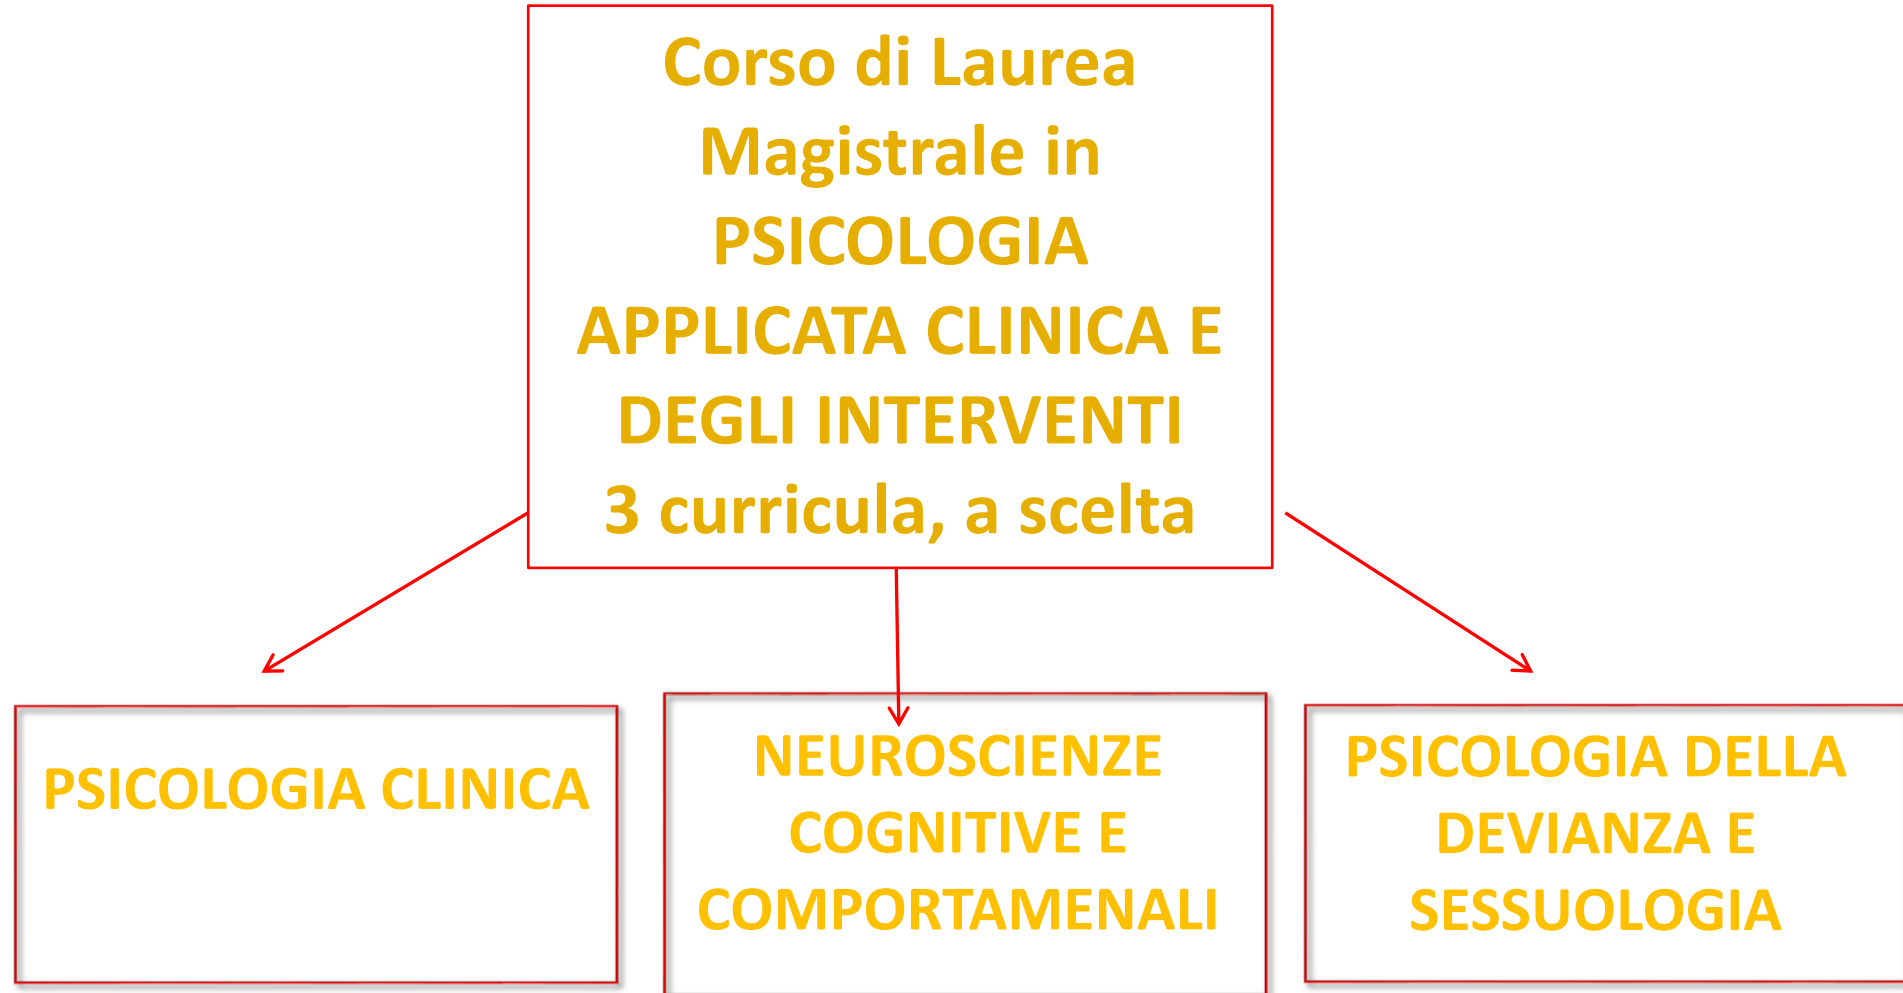 Corso di Laurea
Magistrale in
PSICOLOGIA
APPLICATA CLINICA E
DEGLI INTERVENTI
3 curricula, a scelta
PSICOLOGIA CLINICA
NEUROSCIENZE
COGNITIVE E
COMPORTAMENALI
PSICOLOGIA DELLA
DEVIANZA E
SESSUOLOGIA